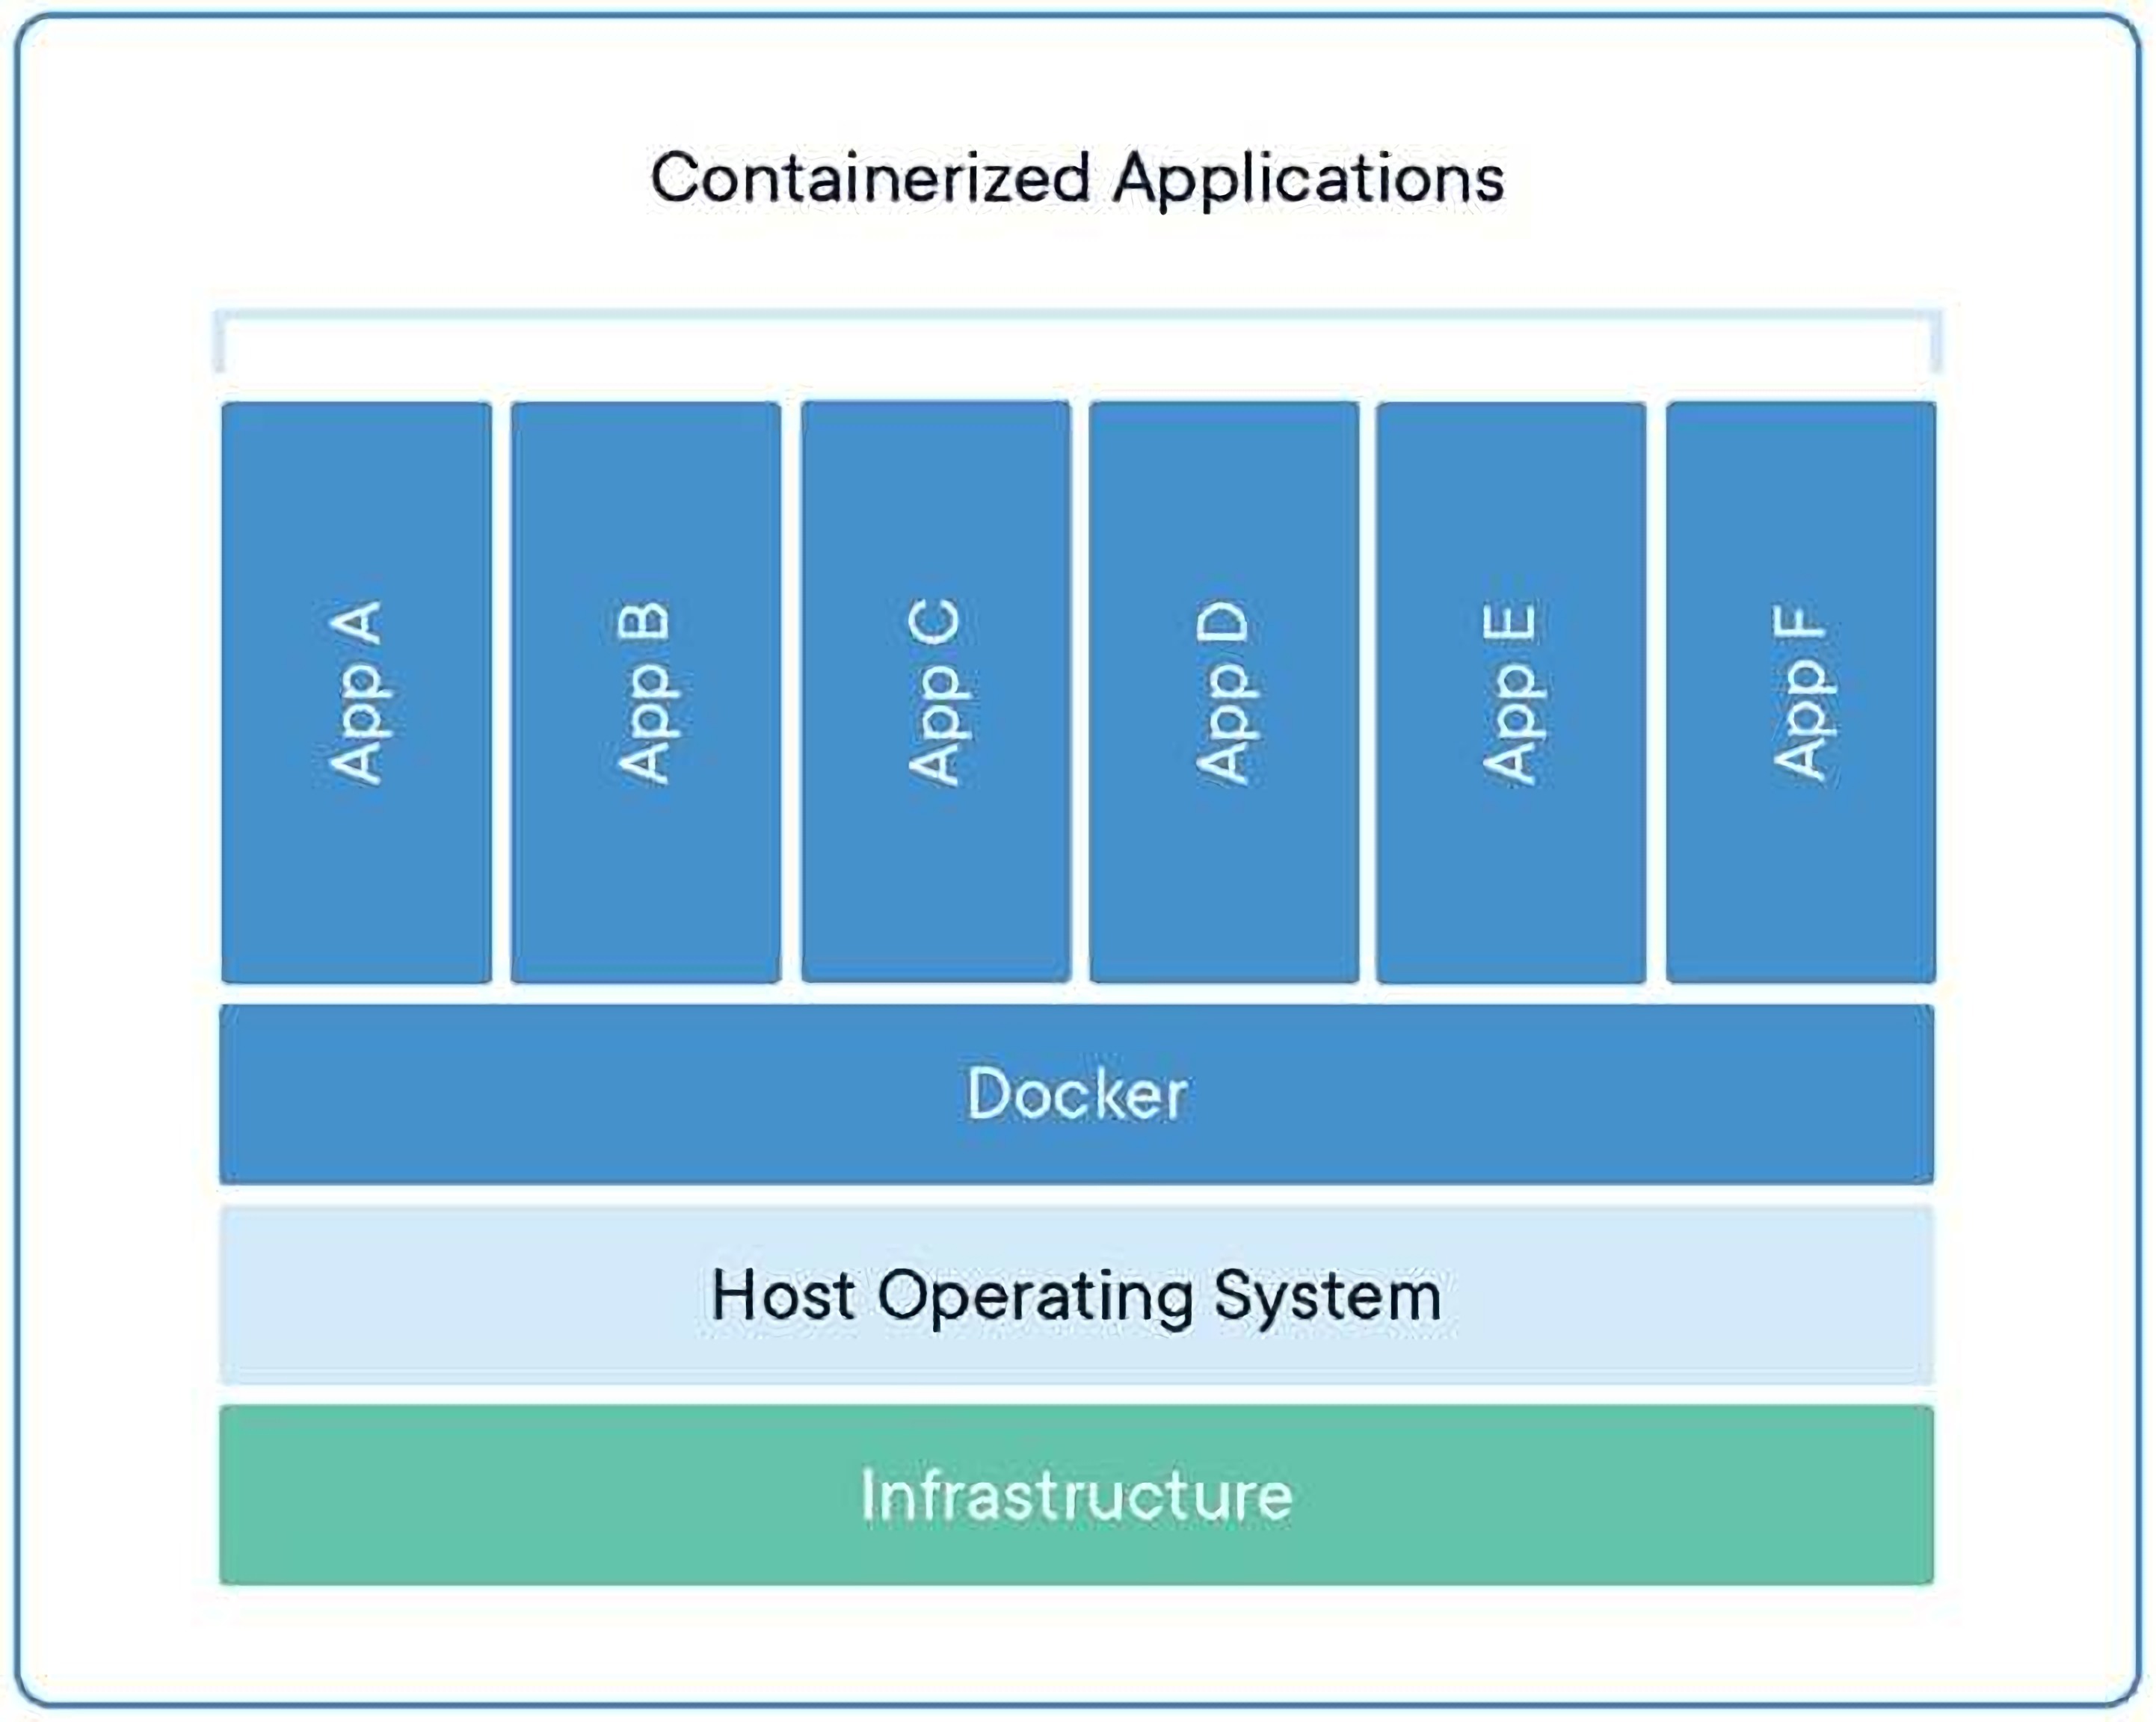 Containerized Applications
App A
App B
App C
App D
App E
App F
Docker
Host Operating System
Infrastructure